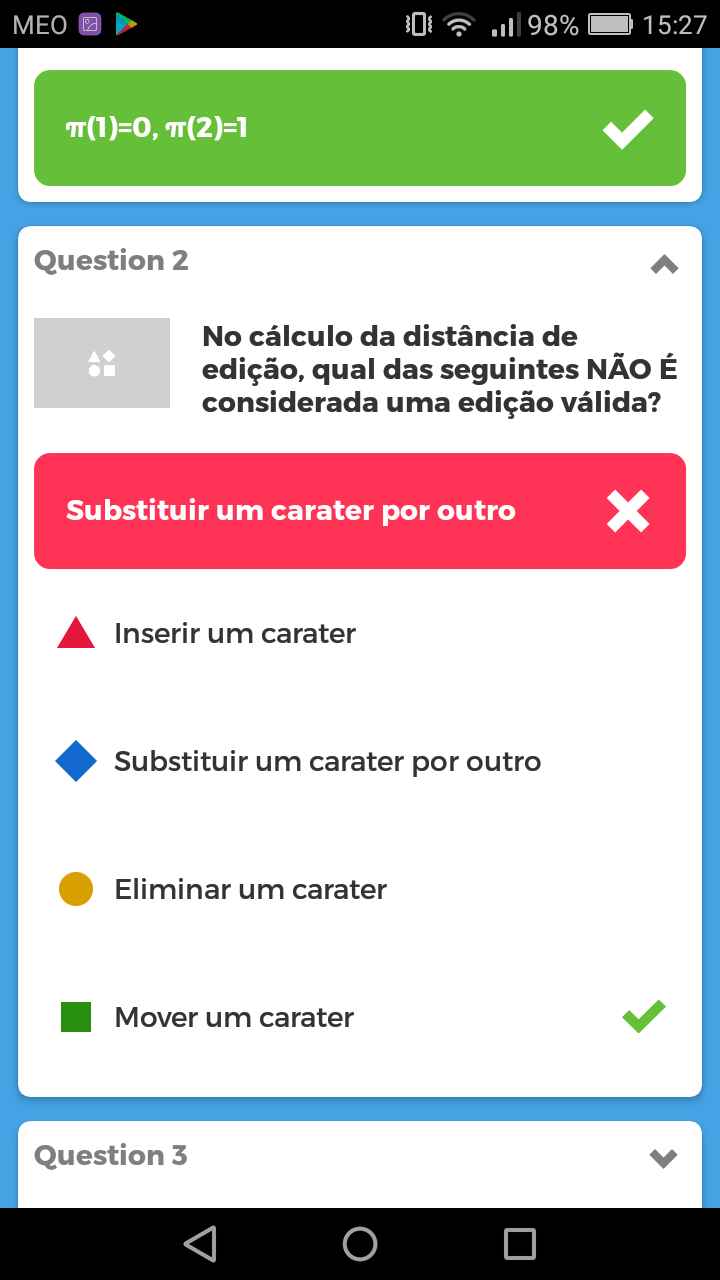 MEO 98% 15:27
π(1)=0, π(2)=1
Question 2
No cálculo da distância de
edição, qual das seguintes NÃO É
considerada uma edição válida?
Substituir um carater por outro
Inserir um carater
Substituir um carater por outro
Eliminar um carater
Mover um carater
Question 3